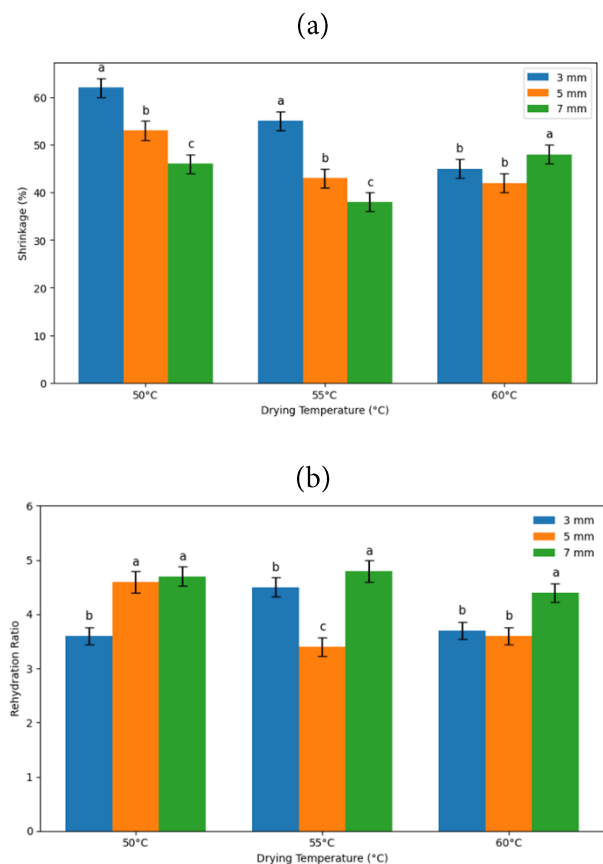 (a)
a
b
c
a
b
c
b
b
a
3 mm
5 mm
7 mm
60
50
40
30
20
10
0
Shrinkage (%)
50°C
55°C
60°C
Drying Temperature (°C)
(b)
6
5
4
3
2
1
0
Rehydration Ratio
b
a
a
b
c
a
b
b
a
3 mm
5 mm
7 mm
50°C
55°C
60°C
Drying Temperature (°C)